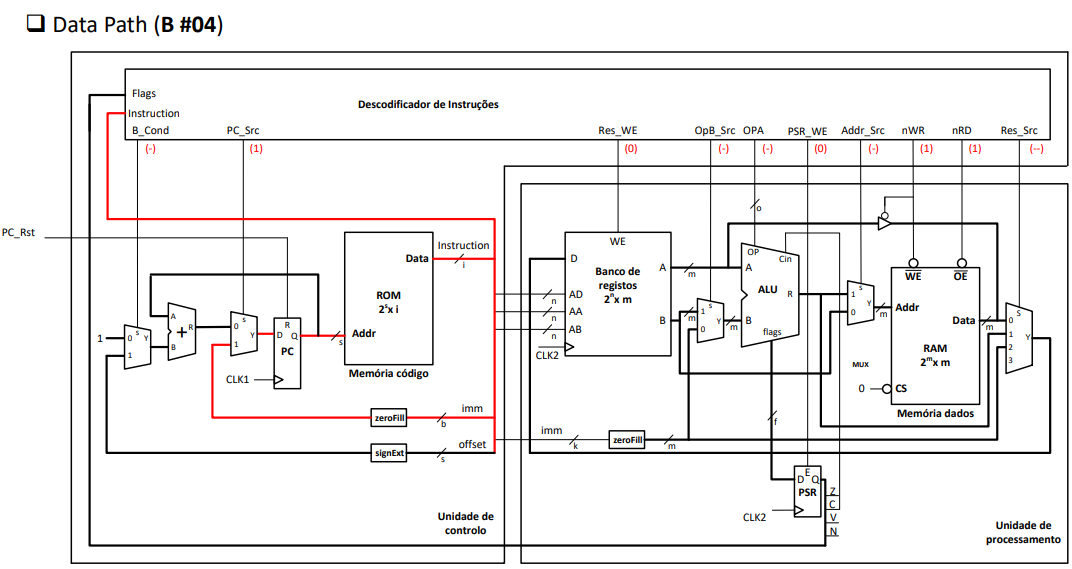 ❑ Data Path (B #04)
Flags
Descodificador de Instruções
Instruction
B_Cond PC_Src Res_WE OpB_Src OPA PSR_WE Addr_Src nWR nRD Res_Src
(-) (1) (0) (-) (-) (0) (-) (1) (1) (--)
o
PC_Rst
Instruction
Data
i
ROM
2^s x i
Addr
s
Memória código
A
B
+
R
1
0
1
S
Y
0
1
S
Y
R
D Q
PC
CLK1
imm
zeroFill
b
offset
signExt
s
Unidade de
controlo
WE
D
Banco de
registos
2^n x m
A
m
AD
n
AA
n
AB
n
B
m
CLK2
1
0
S
Y
m
OP
Cin
A
ALU
R
B
flags
1
0
S
Y
m
MUX
WE OE
Addr
Data
m
RAM
2^m x m
0
CS
Memória dados
0
1
2
3
S
Y
imm
k
zeroFill
m
f
E
D Q
PSR
CLK2
Z
C
V
N
Unidade de
processamento